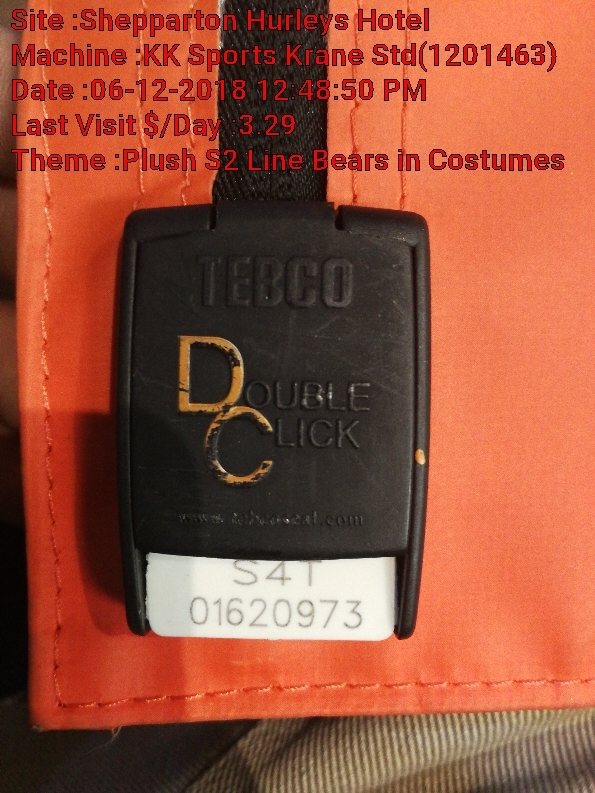 Site :Shepparton Hurleys Hotel
Machine :KK Sports Krane Std(1201463)
Date :06-12-2018 12:48:50 PM
Last Visit $/Day :3.29
Theme :Plush S2 Line Bears in Costumes
TEBCO
DOUBLE
CLICK
www.tebcoseal.com
S4T
01620973